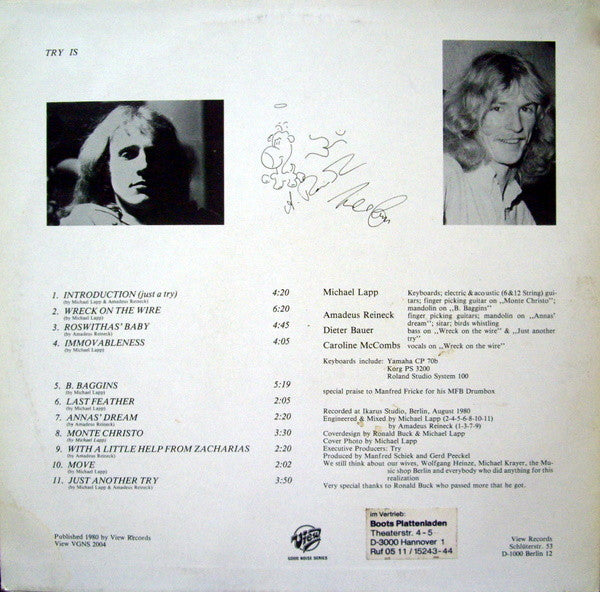 TRY IS
1. INTRODUCTION (just a try) 4:20
(by Michael Lapp & Amadeus Reineck)
2. WRECK ON THE WIRE 6:20
(by Michael Lapp)
3. ROSWITHAS' BABY 4:45
(by Amadeus Reineck)
4. IMMOVABLENESS 4:05
(by Michael Lapp)
5. B. BAGGINS 5:19
(by Michael Lapp)
6. LAST FEATHER 2:05
(by Michael Lapp)
7. ANNAS' DREAM 2:20
(by Amadeus Reineck)
8. MONTE CHRISTO 3:30
(by Michael Lapp)
9. WITH A LITTLE HELP FROM ZACHARIAS 2:20
(by Amadeus Reineck)
10. MOVE 2:02
(by Michael Lapp)
11. JUST ANOTHER TRY 3:50
(by Michael Lapp & Amadeus Reineck)
Michael Lapp Keyboards; electric & acoustic (6 & 12 String) gui-
tars; finger picking guitar on ,,Monte Christo''; 
mandolin on ,,B. Baggins''
Amadeus Reineck finger picking guitars; mandolin on ,,Annas'
dream''; sitar; birds whistling
Dieter Bauer bass on ,,Wreck on the wire'' & ,,Just another
try''
Caroline McCombs vocals on ,,Wreck on the wire''
Keyboards include: Yamaha CP 70b
Korg PS 3200
Roland Studio System 100
special praise to Manfred Fricke for his MFB Drumbox
Recorded at Ikarus Studio, Berlin, August 1980
Engineered & Mixed by Michael Lapp (2-4-5-6-8-10-11)
by Amadeus Reineck (1-3-7-9)
Coverdesign by Ronald Buck & Michael Lapp
Cover Photo by Michael Lapp
Executive Producers: Try
Produced by Manfred Schiek and Gerd Peeckel
We still think about our wives, Wolfgang Heinze, Michael Krayer, the Mu-
sic shop Berlin and everybody who did anything for this
realization
Very special thanks to Ronald Buck who passed more that he got.
Published 1980 by View Records
View VGNS 2004
View
GOOD NOISE SERIES
im Vertrieb:
Boots Plattenladen
Theaterstr. 4 - 5
D-3000 Hannover 1
Ruf 05 11 / 15243-44
View Records
Schlüterstr. 53
D-1000 Berlin 12